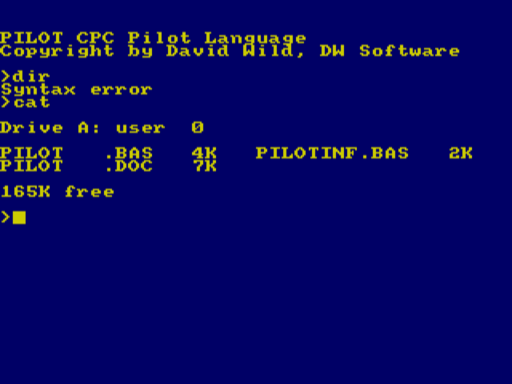 PILOT CPC Pilot Language
Copyright by David Wild, DW Software
>dir
Syntax error
>cat
Drive A: user  0
PILOT   .BAS   4K   PILOTINF.BAS   2K
PILOT   .DOC   7K
165K free
>